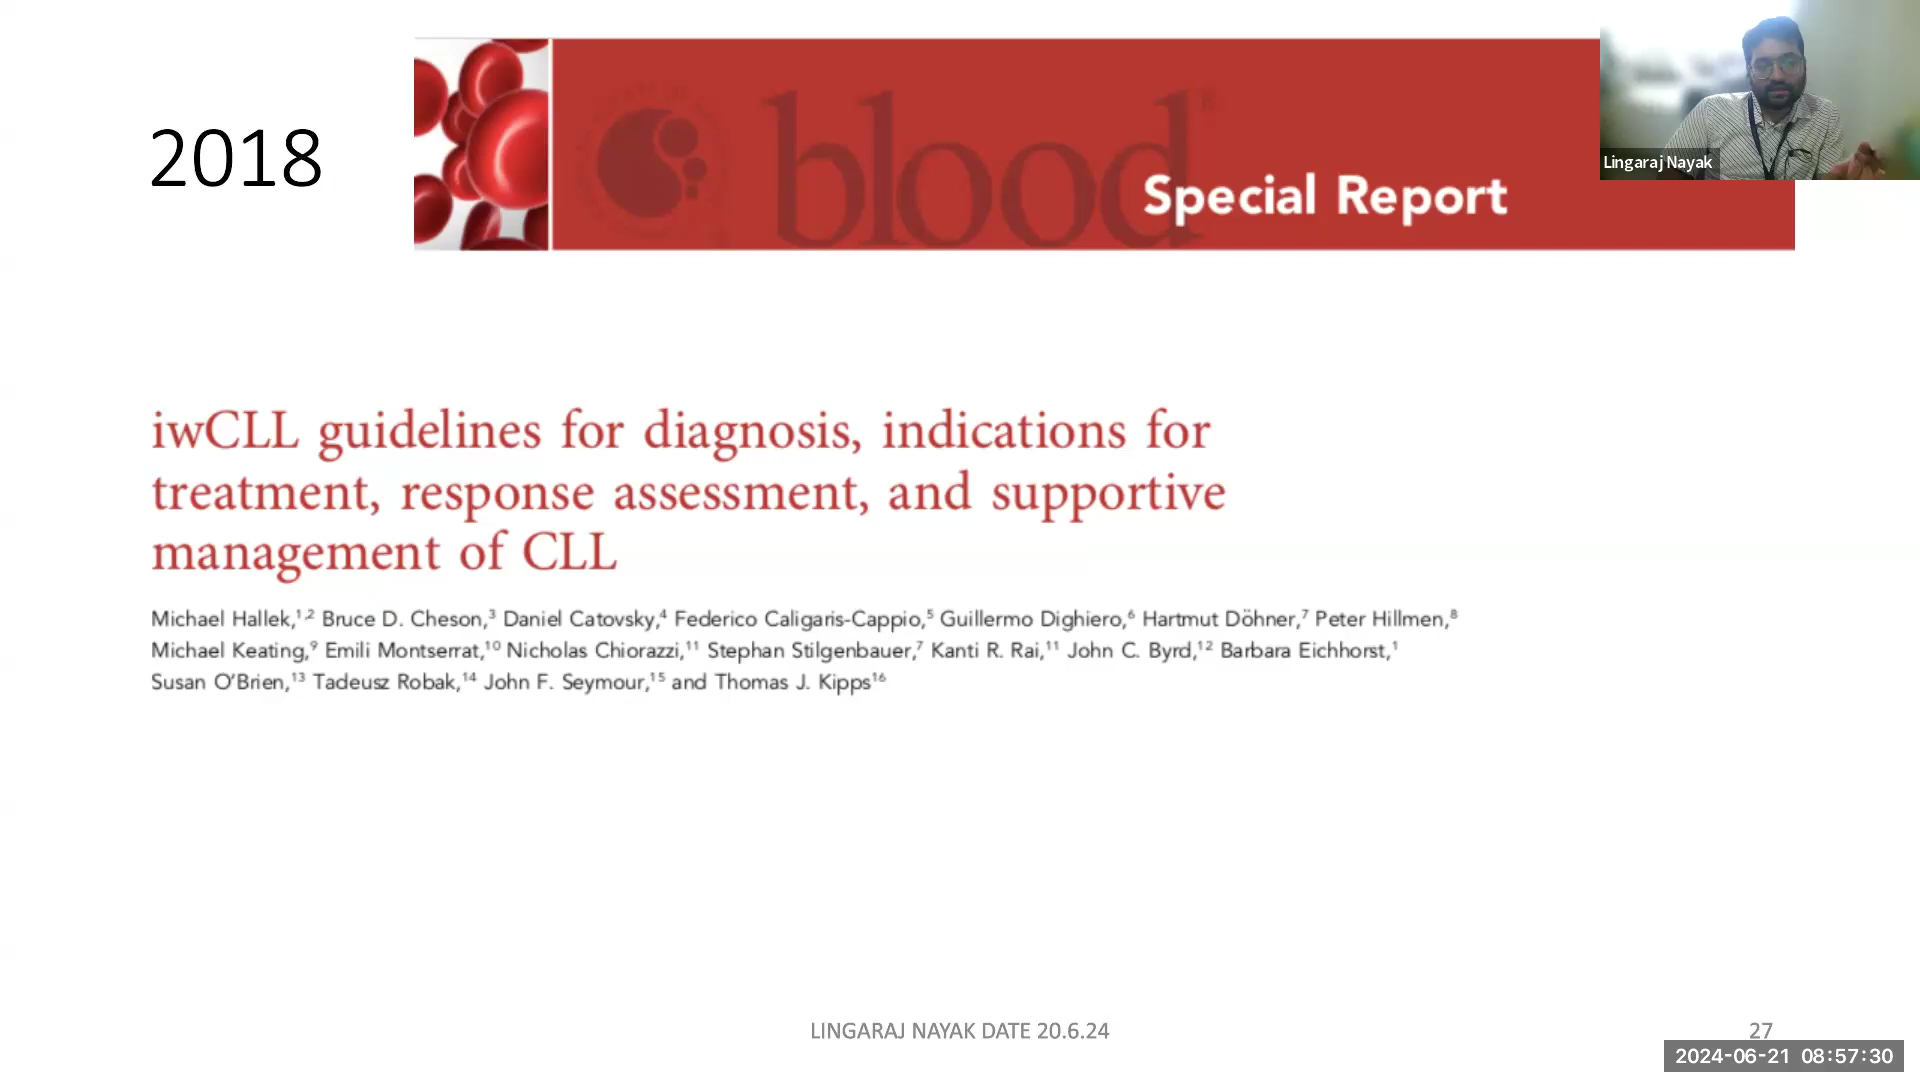 2018
blood
Special Report
Lingaraj Nayak
iwCLL guidelines for diagnosis, indications for
treatment, response assessment, and supportive
management of CLL
Michael Hallek,¹,² Bruce D. Cheson,³ Daniel Catovsky,⁴ Federico Caligaris-Cappio,⁵ Guillermo Dighiero,⁶ Hartmut Döhner,⁷ Peter Hillmen,⁸
Michael Keating,⁹ Emili Montserrat,¹⁰ Nicholas Chiorazzi,¹¹ Stephan Stilgenbauer,⁷ Kanti R. Rai,¹¹ John C. Byrd,¹² Barbara Eichhorst,¹
Susan O’Brien,¹³ Tadeusz Robak,¹⁴ John F. Seymour,¹⁵ and Thomas J. Kipps¹⁶
LINGARAJ NAYAK DATE 20.6.24
27
2024-06-21 08:57:30